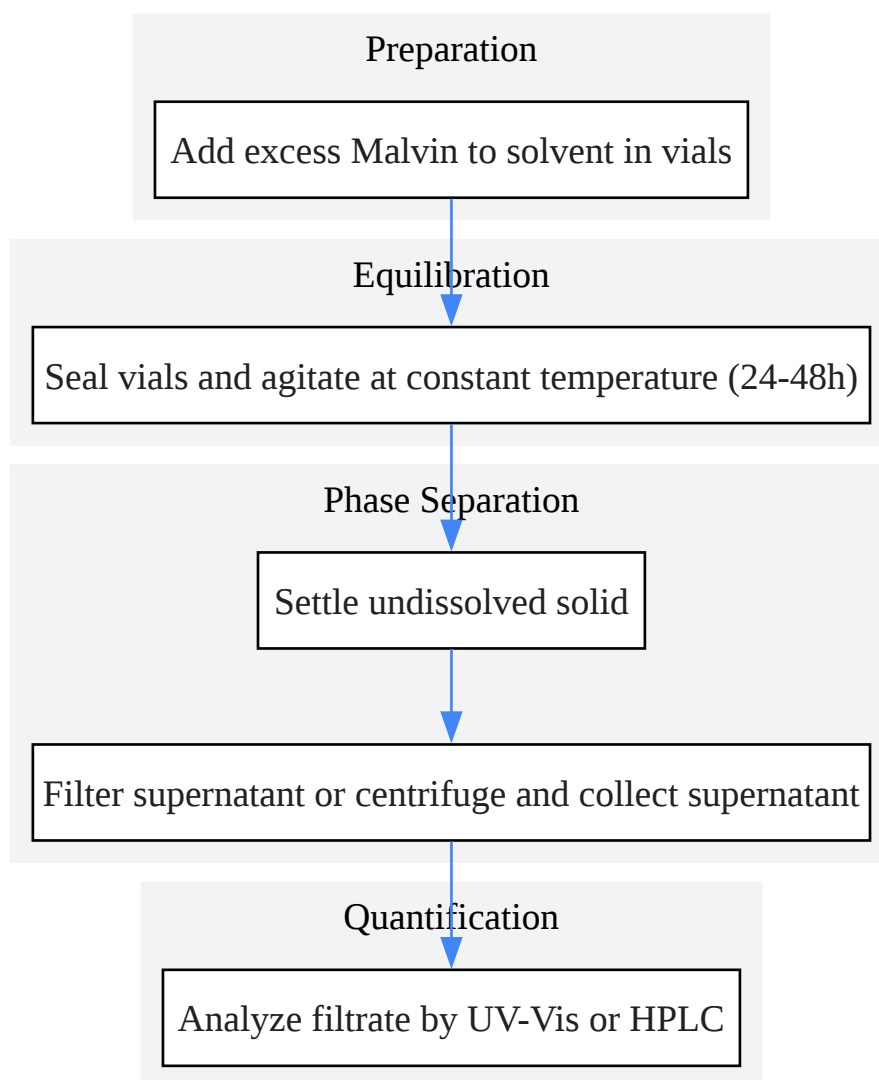 Preparation
Add excess Malvin to solvent in vials
Equilibration
Seal vials and agitate at constant temperature (24-48h)
Phase Separation
Settle undissolved solid
Filter supernatant or centrifuge and collect supernatant
Quantification
Analyze filtrate by UV-Vis or HPLC